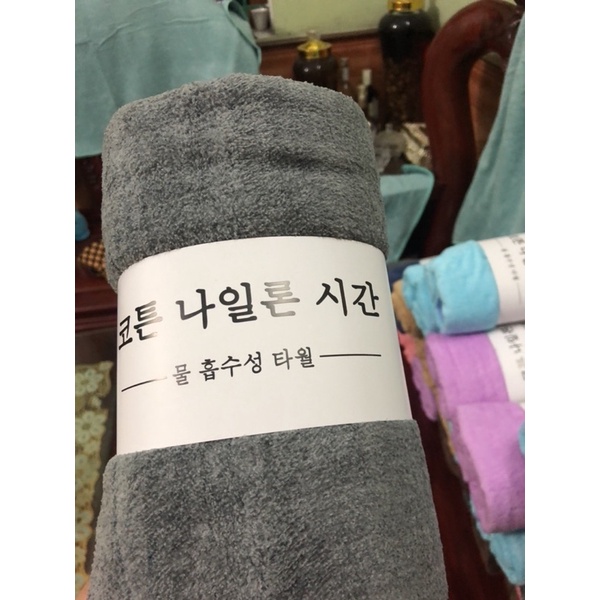 코튼 나일론 시간
물 흡수성 타월